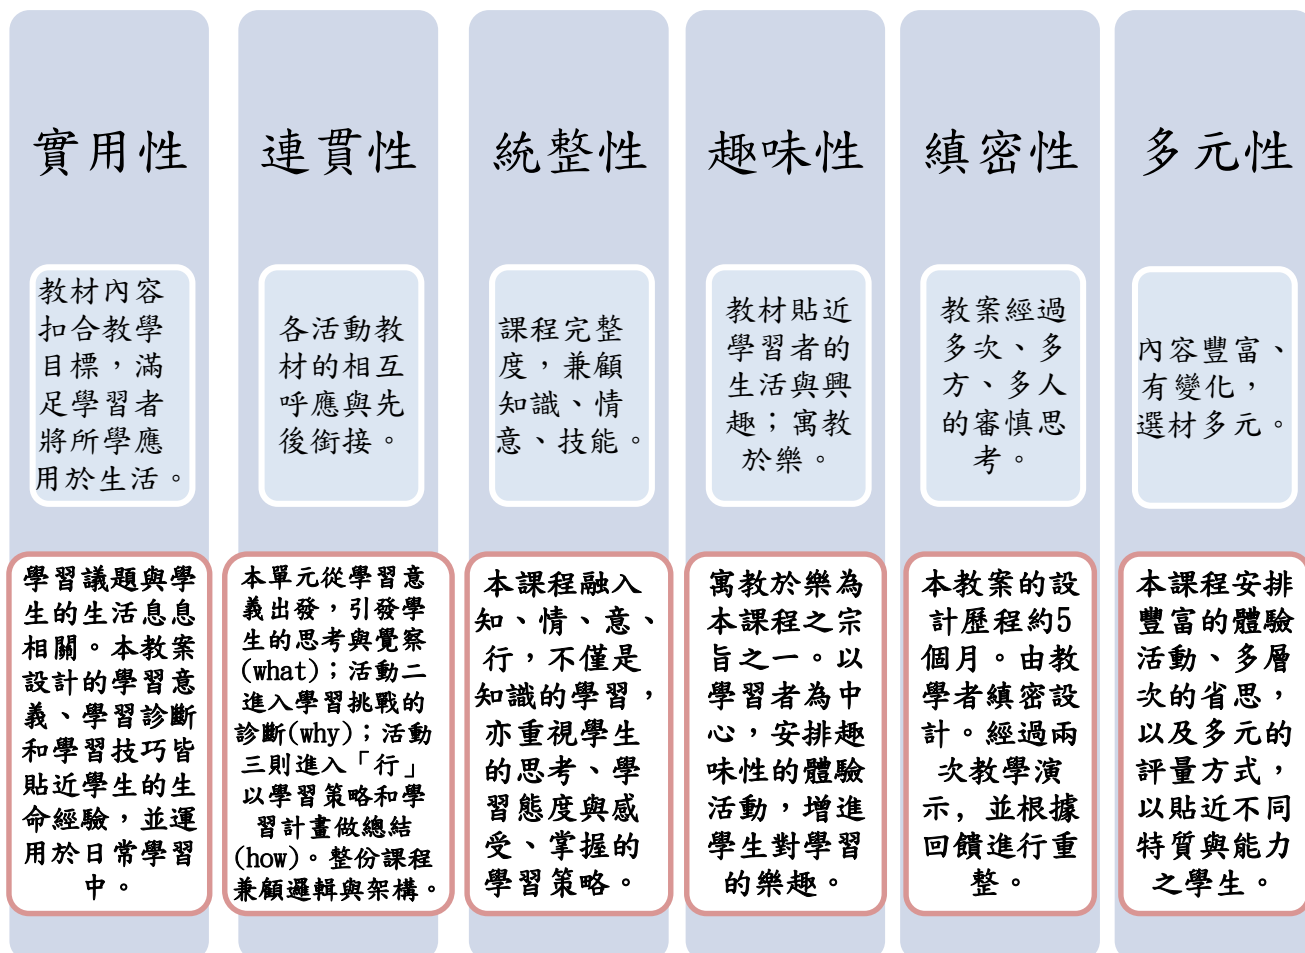 實用性
教材內容
扣合教學
目標，滿
足學習者
將所學應
用於生活。
學習議題與學
生的生活息息
相關。本教案
設計的學習意
義、學習診斷
和學習技巧皆
貼近學生的生
命經驗，並運
用於日常學習
中。
連貫性
各活動教
材的相互
呼應與先
後銜接。
本單元從學習意
義出發，引發學
生的思考與覺察
(what)；活動二
進入學習挑戰的
診斷(why)；活動
三則進入「行」
以學習策略和學
習計畫做總結
(how)。整份課程
兼顧邏輯與架構。
統整性
課程完整
度，兼顧
知識、情
意、技能。
本課程融入
知、情、意、
行，不僅是
知識的學習，
亦重視學生
的思考、學
習態度與感
受、掌握的
學習策略。
趣味性
教材貼近
學習者的
生活與興
趣；寓教
於樂。
寓教於樂為
本課程之宗
旨之一。以
學習者為中
心，安排趣
味性的體驗
活動，增進
學生對學習
的樂趣。
縝密性
教案經過
多次、多
方、多人
的審慎思
考。
本教案的設
計歷程約5
個月。由教
學者縝密設
計。經過兩
次教學演
示，並根據
回饋進行重
整。
多元性
內容豐富、
有變化，
選材多元。
本課程安排
豐富的體驗
活動、多層
次的省思，
以及多元的
評量方式，
以貼近不同
特質與能力
之學生。